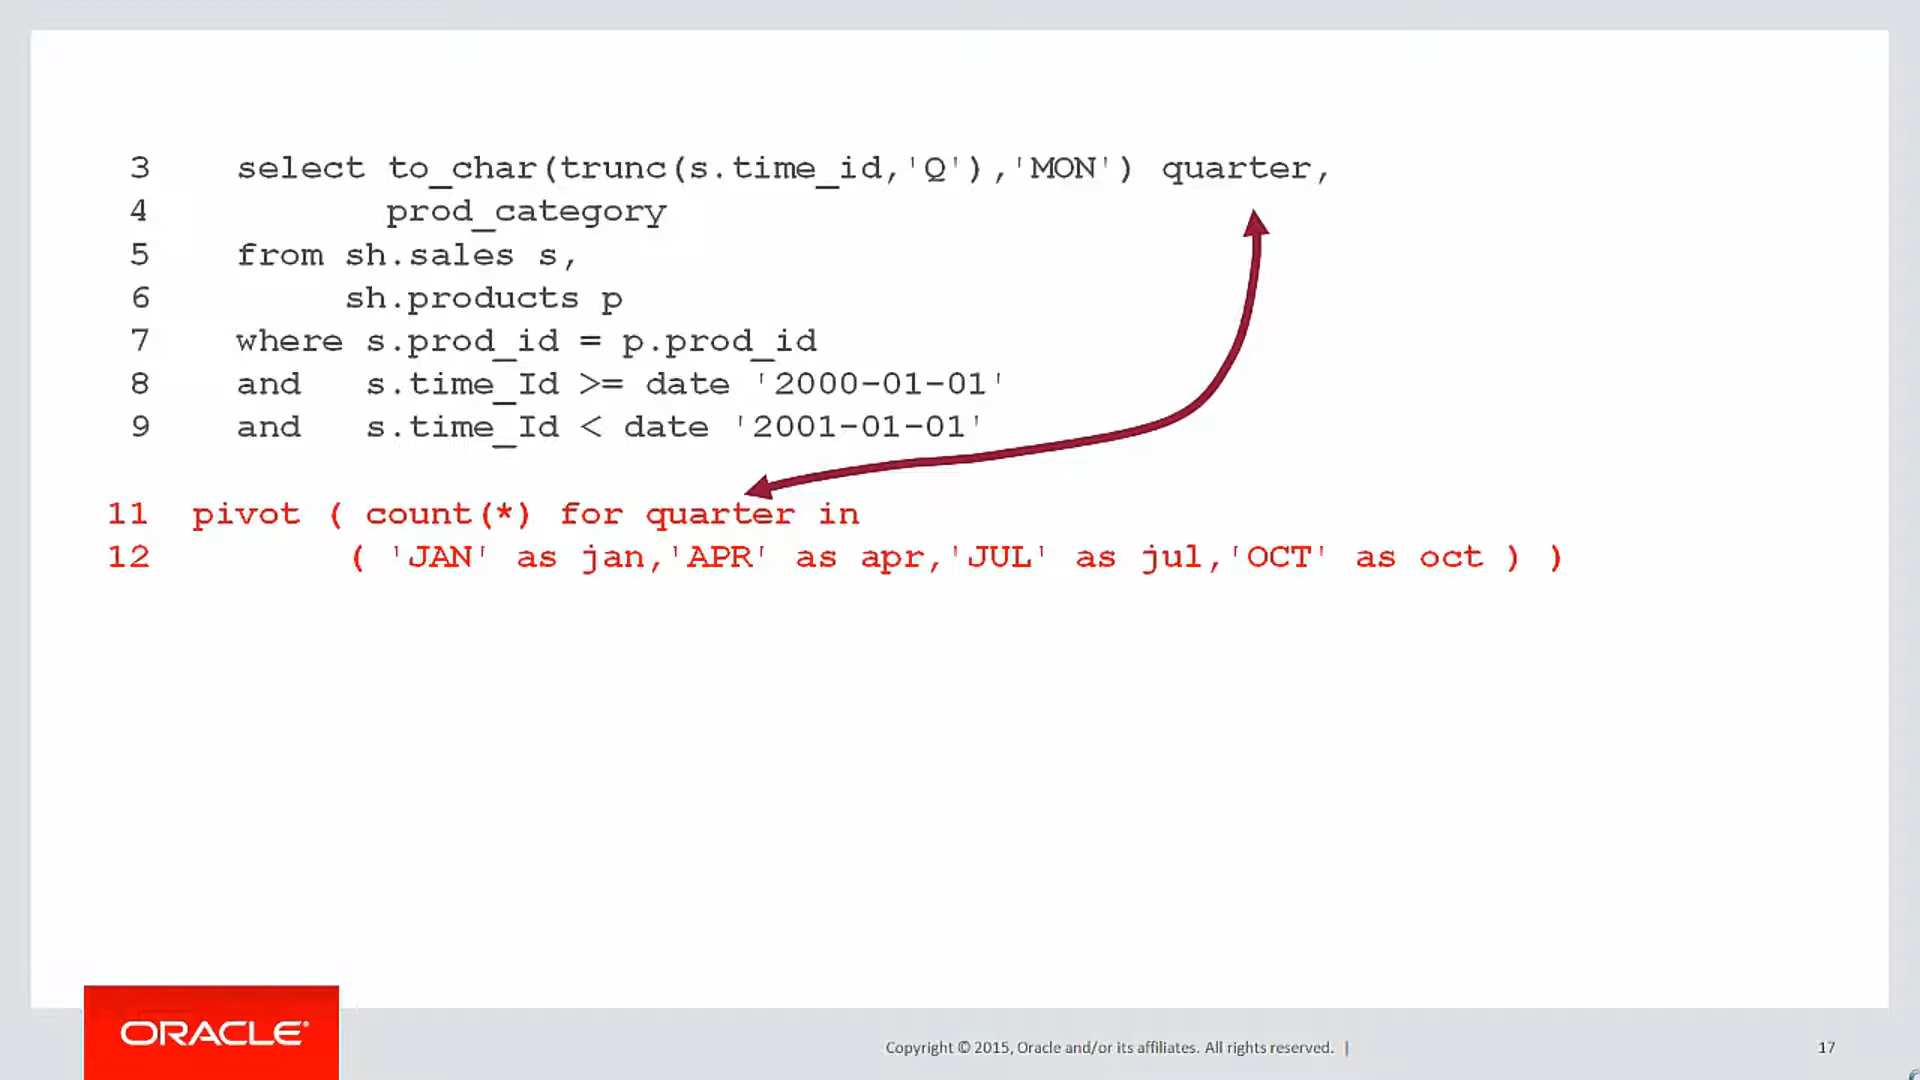 3 select to_char(trunc(s.time_id,'Q'),'MON') quarter,
4 prod_category
5 from sh.sales s,
6 sh.products p
7 where s.prod_id = p.prod_id
8 and s.time_Id >= date '2000-01-01'
9 and s.time_Id < date '2001-01-01'
11 pivot ( count(*) for quarter in
12 ( 'JAN' as jan,'APR' as apr,'JUL' as jul,'OCT' as oct ) )
ORACLE®
Copyright © 2015, Oracle and/or its affiliates. All rights reserved. |
17